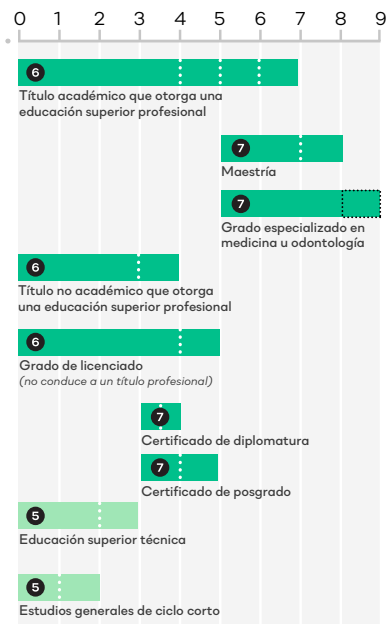 0 1 2 3 4 5 6 7 8 9
6
Título académico que otorga una
educación superior profesional
7
Maestría
7
Grado especializado en
medicina u odontología
6
Título no académico que otorga
una educación superior profesional
6
Grado de licenciado
(no conduce a un título profesional)
7
Certificado de diplomatura
7
Certificado de posgrado
5
Educación superior técnica
5
Estudios generales de ciclo corto